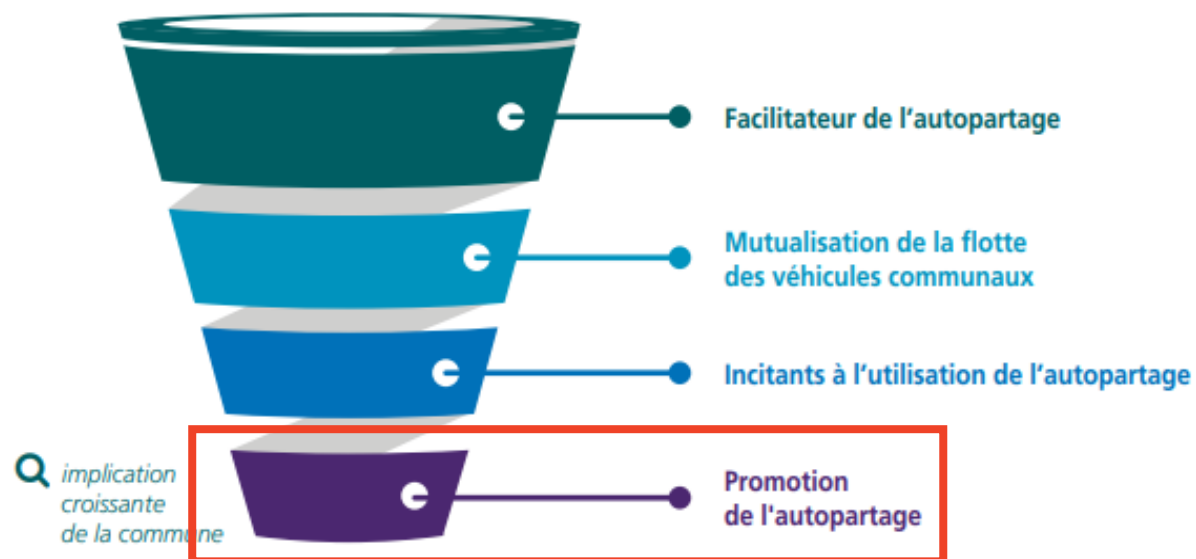 Facilitateur de l’autopartage
Mutualisation de la flotte
des véhicules communaux
Incitants à l’utilisation de l’autopartage
implication
croissante
de la commune
Promotion
de l'autopartage